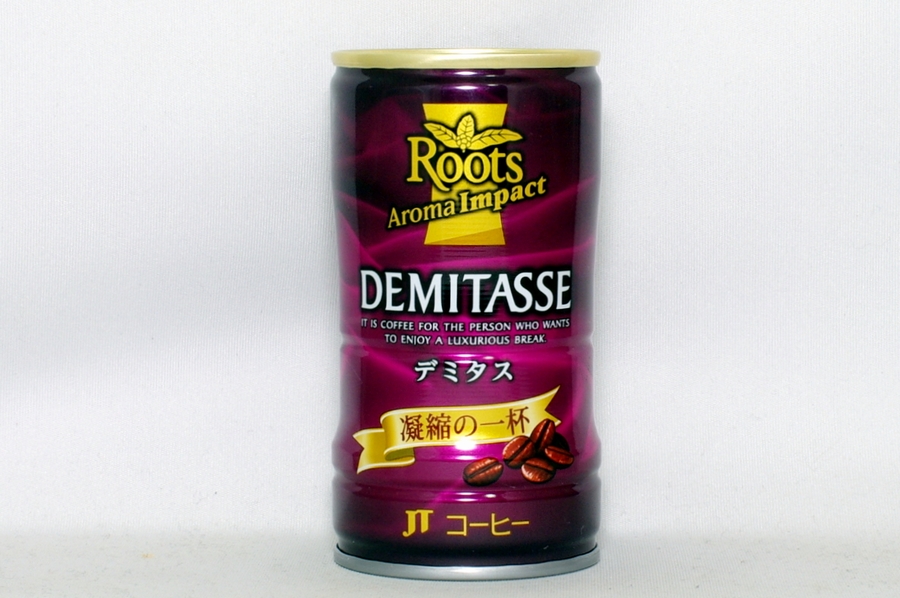 Roots
Aroma Impact
DEMITASSE
IT IS COFFEE FOR THE PERSON WHO WANTS
TO ENJOY A LUXURIOUS BREAK.
デミタス
凝縮の一杯
JT コーヒー